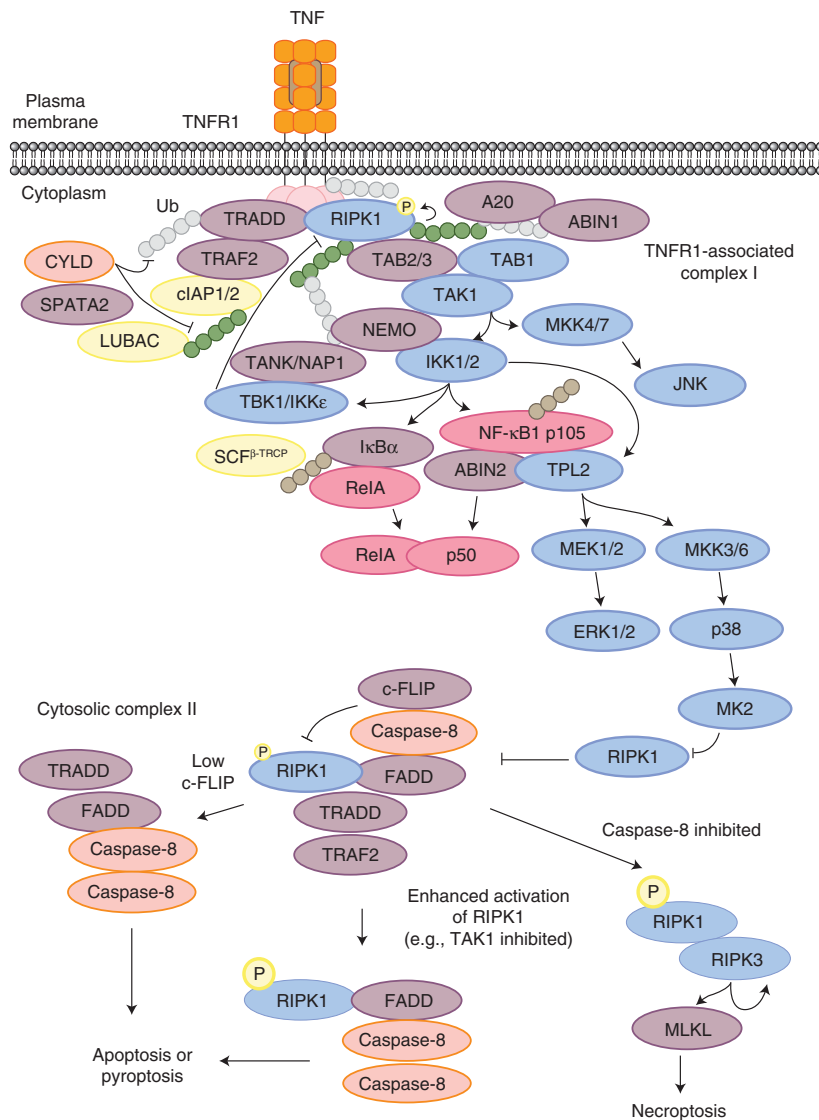 TNF
Plasma
membrane
TNFR1
Cytoplasm
Ub
TRADD
RIPK1
P
A20
ABIN1
TNFR1-associated
complex I
CYLD
TRAF2
TAB2/3
TAB1
SPATA2
cIAP1/2
TAK1
LUBAC
NEMO
MKK4/7
TANK/NAP1
IKK1/2
JNK
TBK1/IKKε
NF-κB1 p105
SCFβ-TRCP
IκBα
ABIN2
TPL2
RelA
RelA
p50
MEK1/2
MKK3/6
ERK1/2
p38
c-FLIP
MK2
Cytosolic complex II
Caspase-8
P
RIPK1
FADD
RIPK1
TRADD
Low
c-FLIP
FADD
TRADD
Caspase-8
TRAF2
Caspase-8
Caspase-8 inhibited
Enhanced activation
of RIPK1
(e.g., TAK1 inhibited)
P
RIPK1
RIPK3
P
RIPK1
FADD
Caspase-8
Caspase-8
MLKL
Apoptosis or
pyroptosis
Necroptosis